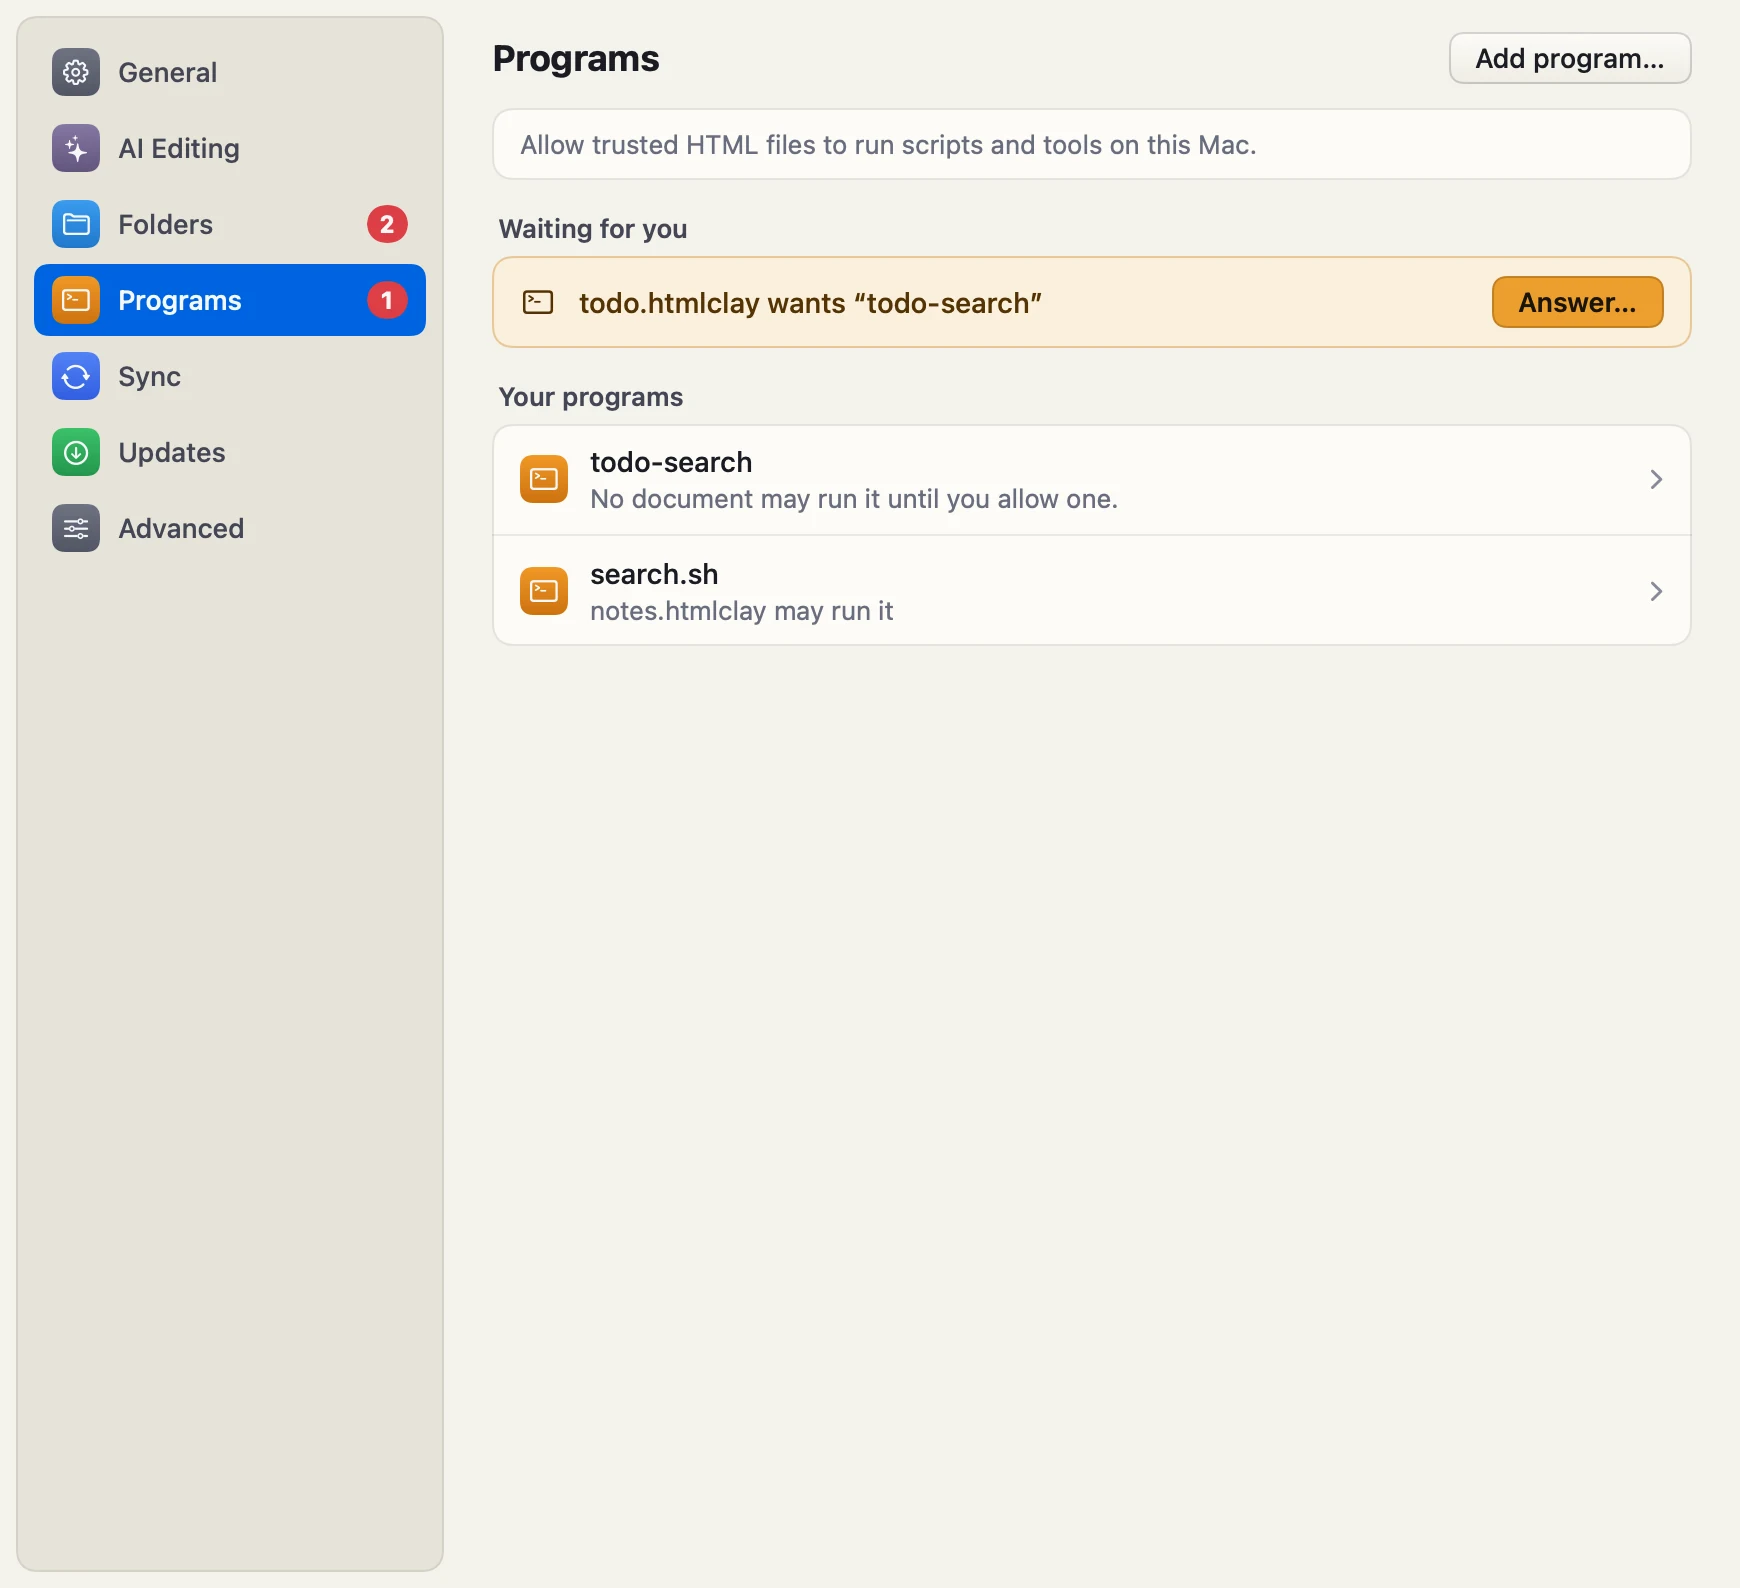 General
AI Editing
Folders
2
Programs
1
Sync
Updates
Advanced
Programs
Add program...
Allow trusted HTML files to run scripts and tools on this Mac.
Waiting for you
todo.htmlclay wants “todo-search”
Answer...
Your programs
todo-search
No document may run it until you allow one.
search.sh
notes.htmlclay may run it